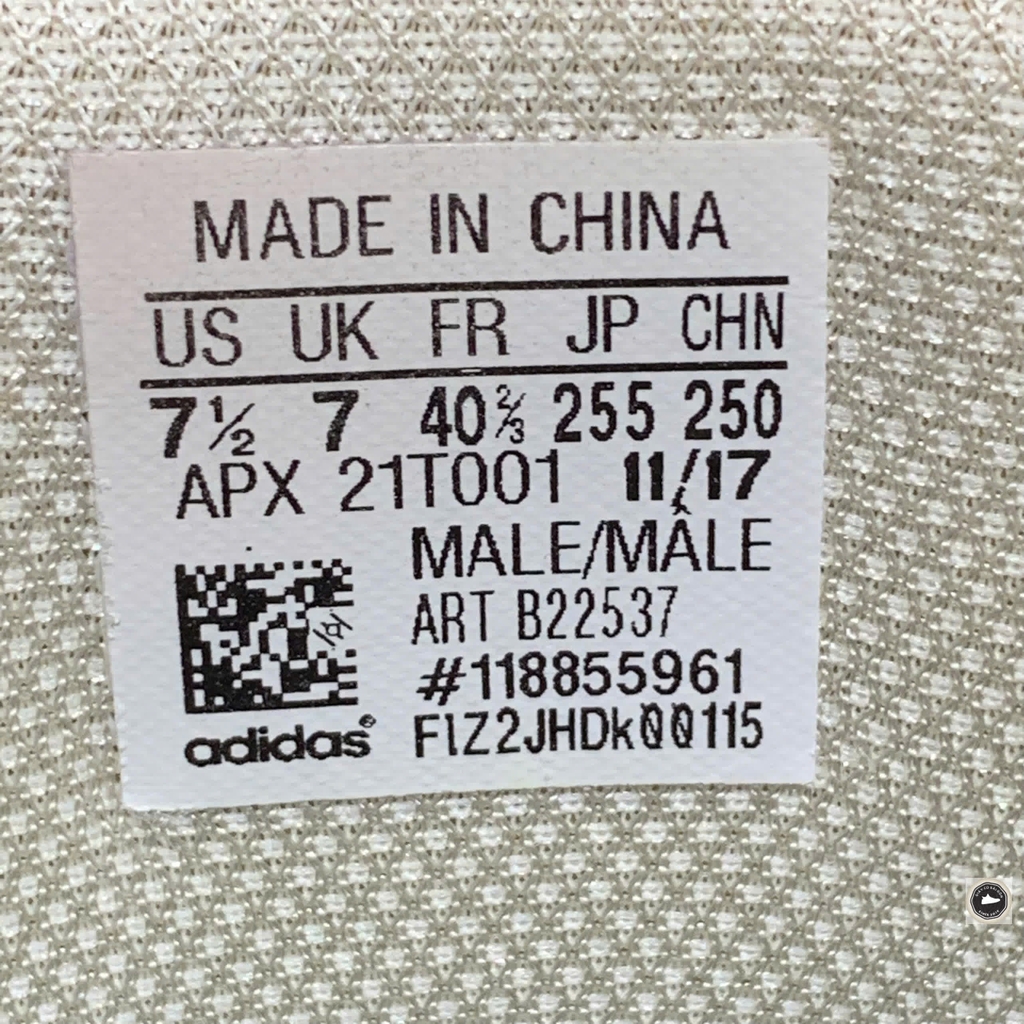 MADE IN CHINA
US UK FR JP CHN
7½ 7 40⅔ 255 250
APX 21T001 11/17
MALE/MÂLE
ART B22537
#118855961
F1Z2JHDk00115
adidas®